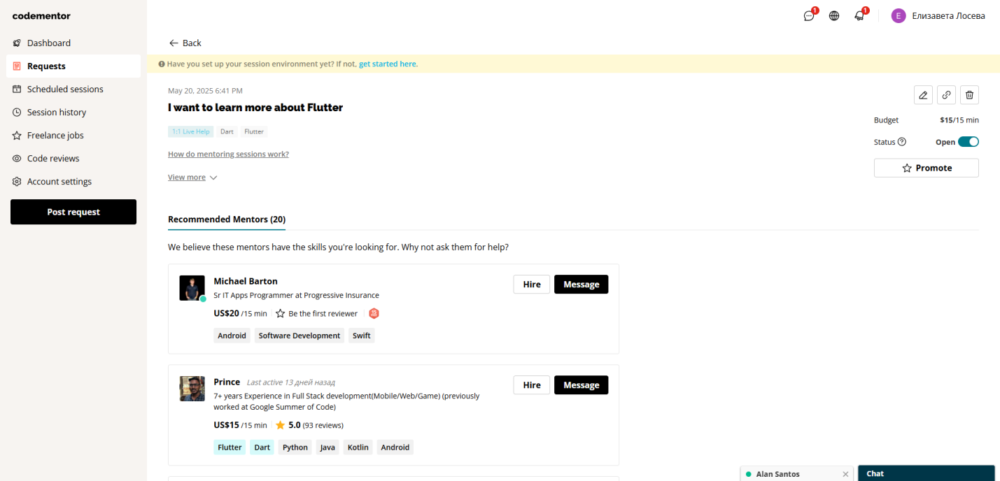 codementor
1
1
E
Елизавета Лосева
Dashboard
Requests
Scheduled sessions
Session history
Freelance jobs
Code reviews
Account settings
Post request
Back
Have you set up your session environment yet? If not, get started here.
May 20, 2025 6:41 PM
I want to learn more about Flutter
1:1 Live Help Dart Flutter
How do mentoring sessions work?
View more
Budget $15/15 min
Status Open
Promote
Recommended Mentors (20)
We believe these mentors have the skills you're looking for. Why not ask them for help?
Michael Barton
Sr IT Apps Programmer at Progressive Insurance
US$20 /15 min Be the first reviewer
Android Software Development Swift
Hire Message
Prince Last active 13 дней назад
7+ years Experience in Full Stack development(Mobile/Web/Game) (previously
worked at Google Summer of Code)
US$15 /15 min 5.0 (93 reviews)
Flutter Dart Python Java Kotlin Android
Hire Message
Alan Santos
Chat